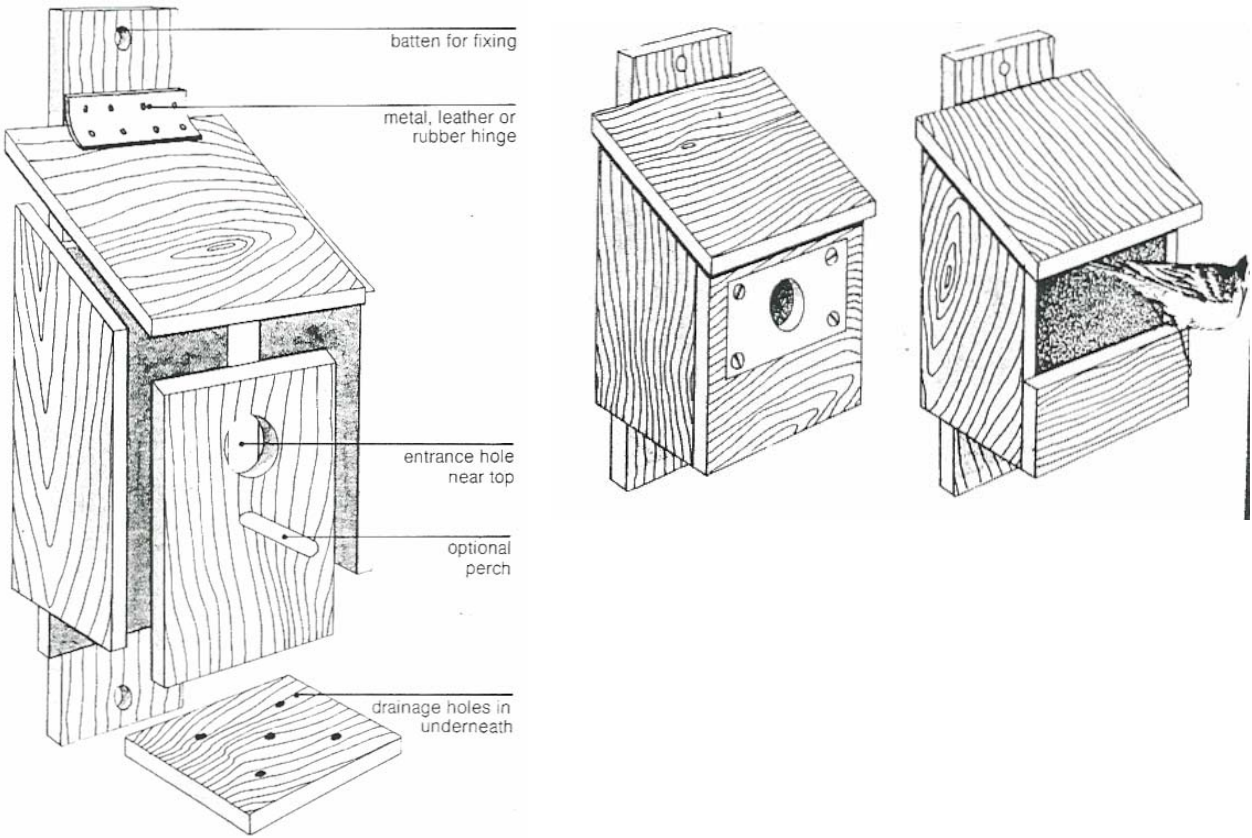 batten for fixing
metal, leather or
rubber hinge
entrance hole
near top
optional
perch
drainage holes in
underneath